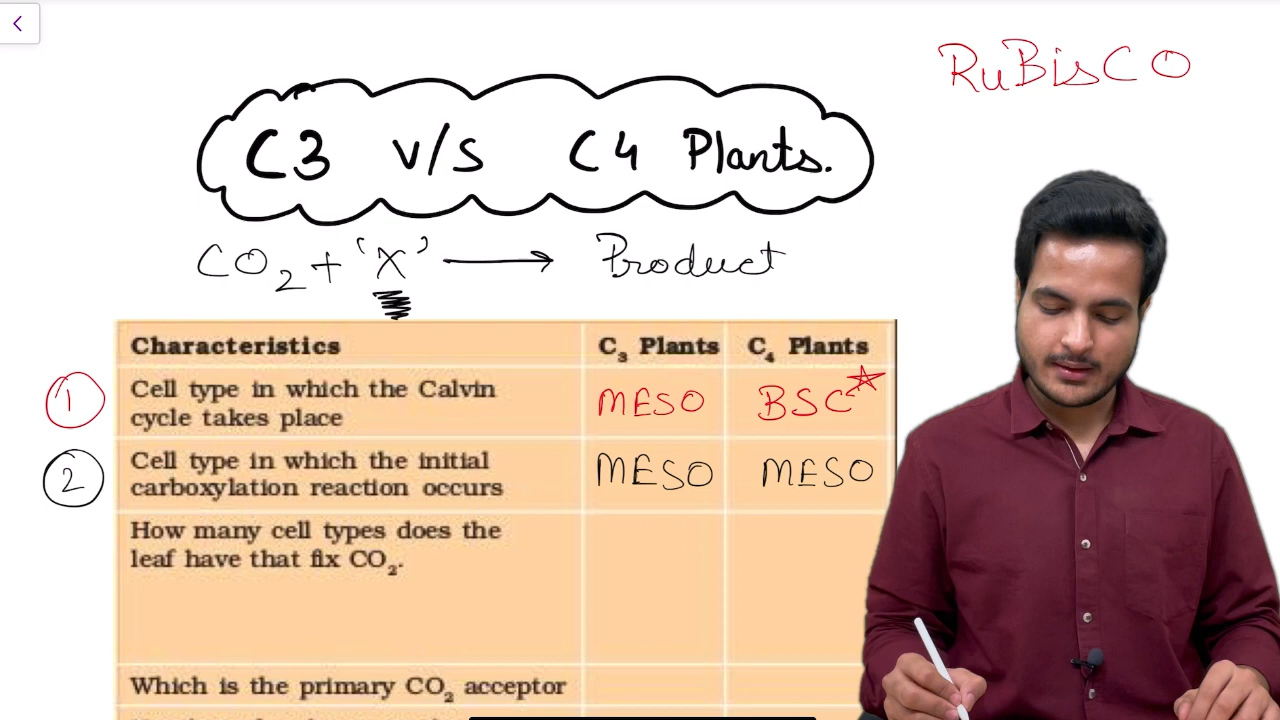 RuBisCO
C3 v/s C4 Plants.
CO₂ + 'X' ⟶ Product
Characteristics C₃ Plants C₄ Plants
1 Cell type in which the Calvin cycle takes place MESO BSC☆
2 Cell type in which the initial carboxylation reaction occurs MESO MESO
How many cell types does the
leaf have that fix CO₂.
Which is the primary CO₂ acceptor